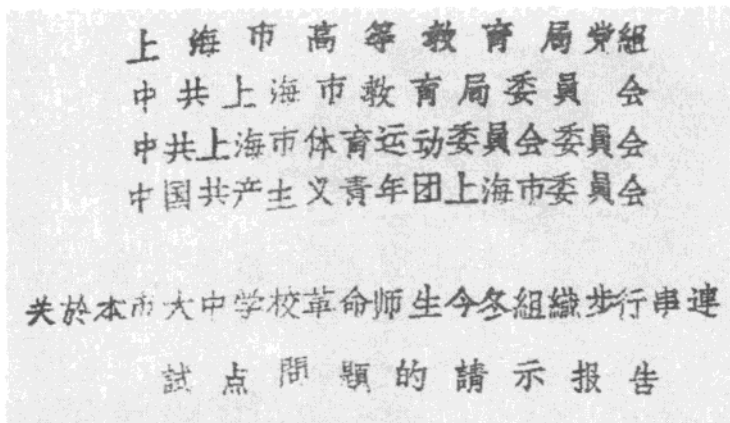 上海市高等教育局党組
中共上海市教育局委員会
中共上海市体育运动委員会委員会
中国共产主义青年团上海市委員会
关於本市大中学校革命师生今冬組織步行串連
試点問題的請示报告